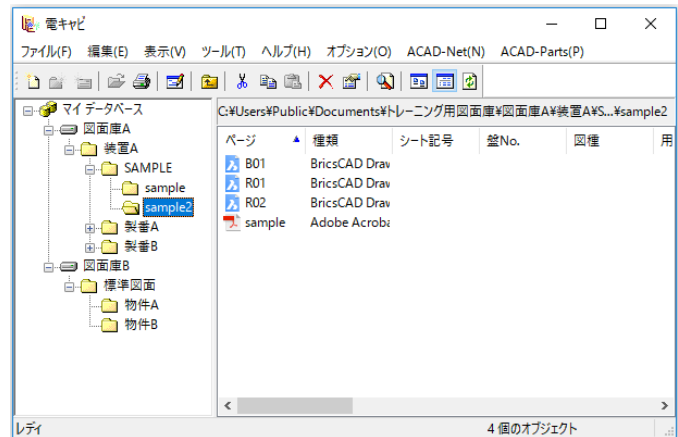 電キャビ
ファイル(F) 編集(E) 表示(V) ツール(T) ヘルプ(H) オプション(O) ACAD-Net(N) ACAD-Parts(P)
マイ データベース
図面庫A
装置A
SAMPLE
sample
sample2
製番A
製番B
図面庫B
標準図面
物件A
物件B
C:¥Users¥Public¥Documents¥トレーニング用図面庫¥図面庫A¥装置A¥S...¥sample2
ページ 種類 シート記号 盤No. 図種 用
B01 BricsCAD Draw
R01 BricsCAD Draw
R02 BricsCAD Draw
sample Adobe Acroba
レディ 4 個のオブジェクト